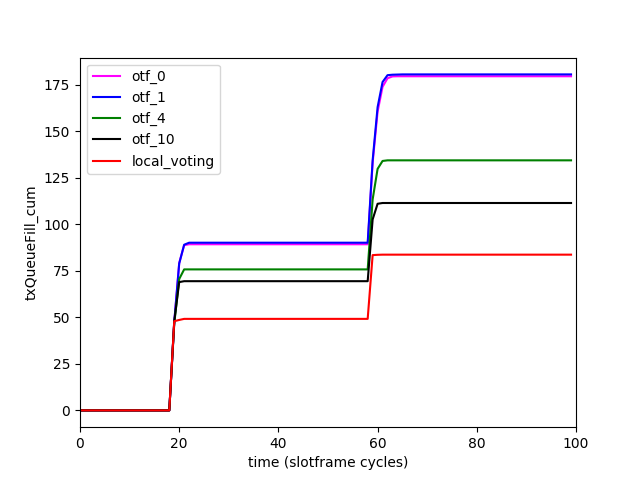 otf_0
otf_1
otf_4
otf_10
local_voting
175
150
125
100
75
50
25
0
txQueueFill_cum
0 20 40 60 80 100
time (slotframe cycles)